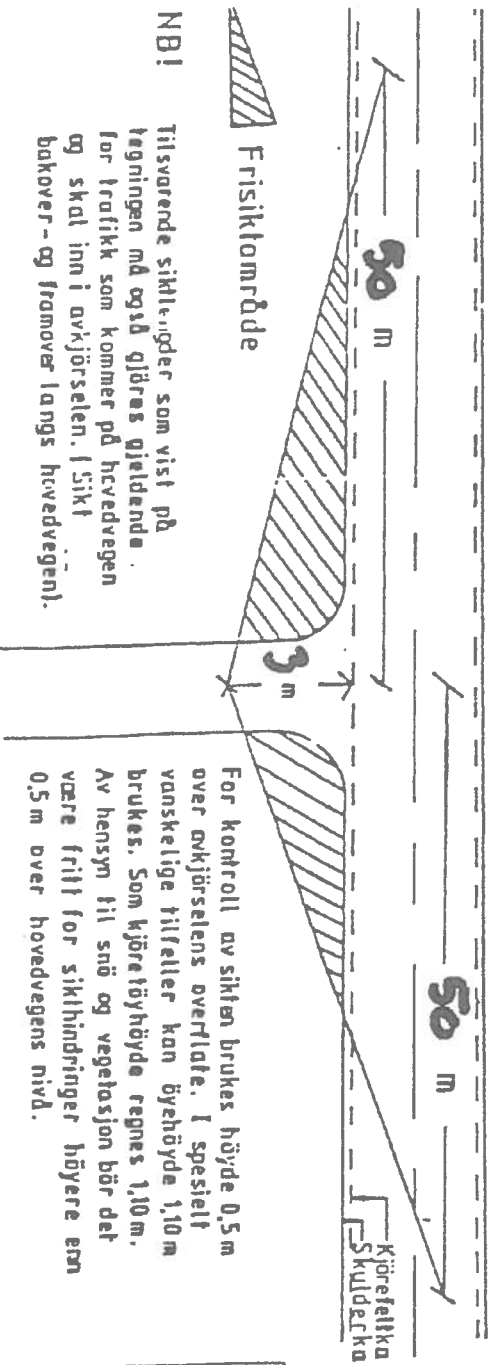 50 m
50 m
3 m
Kjörefeltka
Skulderka
Frisiktområde
NB!
Tilsvarende siktlengder som vist på
tegningen må også gjöres gjeldende.
for trafikk som kommer på hovedvegen
og skal inn i avkjörselen. (Sikt
bakover- og framover langs hovedvegen).
For kontroll av sikten brukes höyde 0,5 m
over avkjörselens overflate. I spesielt
vanskelige tilfeller kan öyehöyde 1,10 m
brukes. Som kjöretöyhöyde regnes 1,10 m.
Av hensyn til snö og vegetasjon bör det
være fritt for sikthindringer höyere enn
0,5 m over hovedvegens nivå.